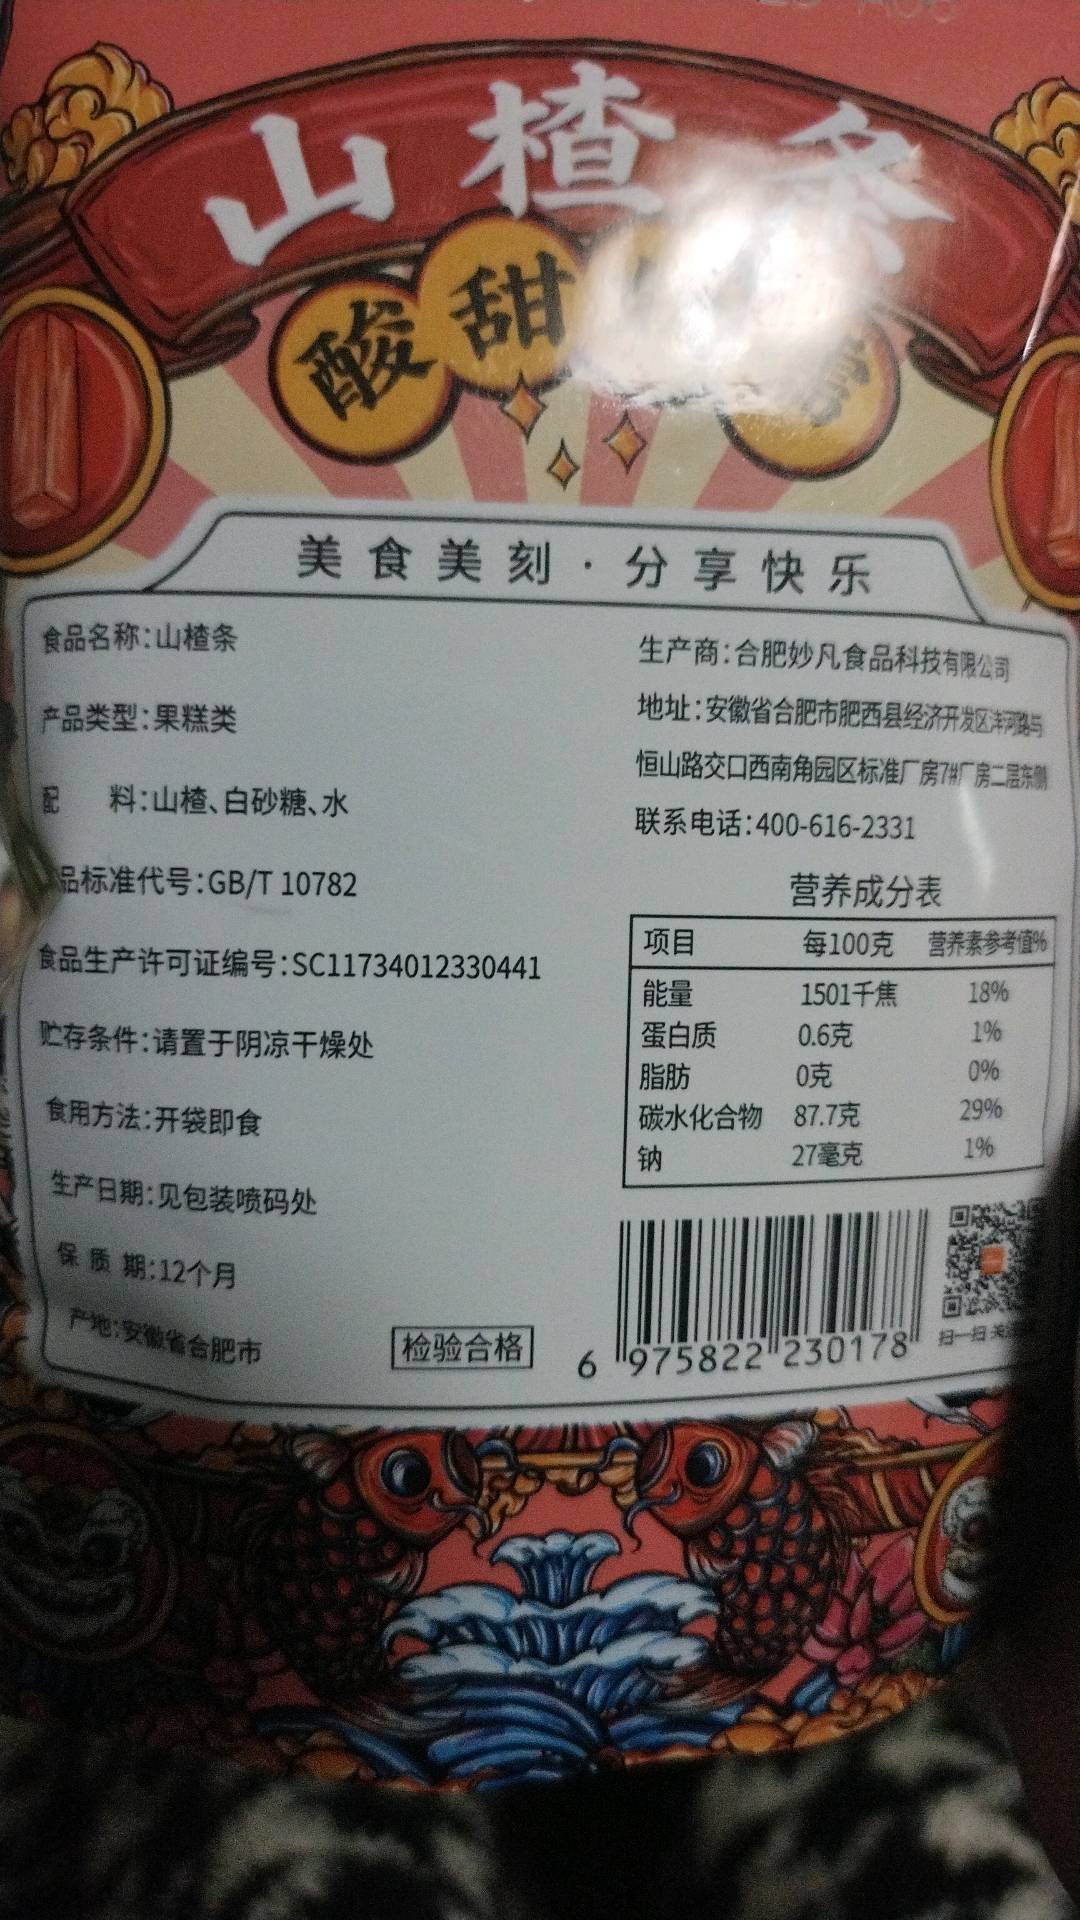 山楂条
酸甜
美食美刻·分享快乐
食品名称:山楂条
产品类型:果糕类
配 料:山楂、白砂糖、水
品标准代号:GB/T 10782
食品生产许可证编号:SC11734012330441
贮存条件:请置于阴凉干燥处
食用方法:开袋即食
生产日期:见包装喷码处
保 质 期:12个月
产地:安徽省合肥市
检验合格
生产商:合肥妙凡食品科技有限公司
地址:安徽省合肥市肥西县经济开发区洋河路与
恒山路交口西南角园区标准厂房7#厂房二层东侧
联系电话:400-616-2331
营养成分表
项目 每100克 营养素参考值%
能量 1501千焦 18%
蛋白质 0.6克 1%
脂肪 0克 0%
碳水化合物 87.7克 29%
钠 27毫克 1%
6 975822 230178
扫一扫 关